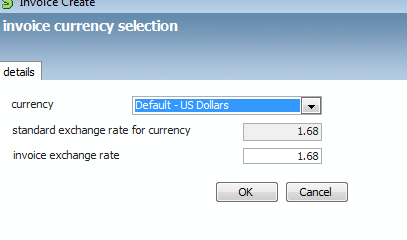 Invoice Create
invoice currency selection
details
currency Default - US Dollars
standard exchange rate for currency 1.68
invoice exchange rate 1.68
OK Cancel